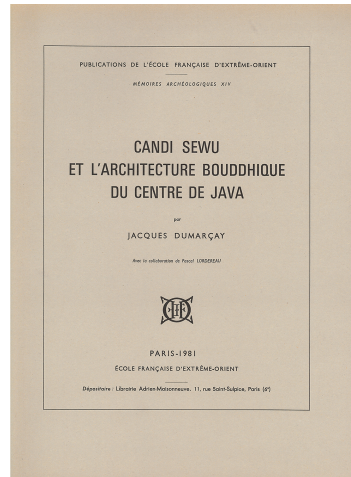 PUBLICATIONS DE L'ÉCOLE FRANÇAISE D'EXTRÊME-ORIENT
MÉMOIRES ARCHÉOLOGIQUES XIV
CANDI SEWU
ET L'ARCHITECTURE BOUDDHIQUE
DU CENTRE DE JAVA
par
JACQUES DUMARÇAY
Avec la collaboration de Pascal LORDEREAU
PARIS-1981
ÉCOLE FRANÇAISE D'EXTRÊME-ORIENT
Dépositaire : Librairie Adrien-Maisonneuve, 11, rue Saint-Sulpice, Paris (6e)